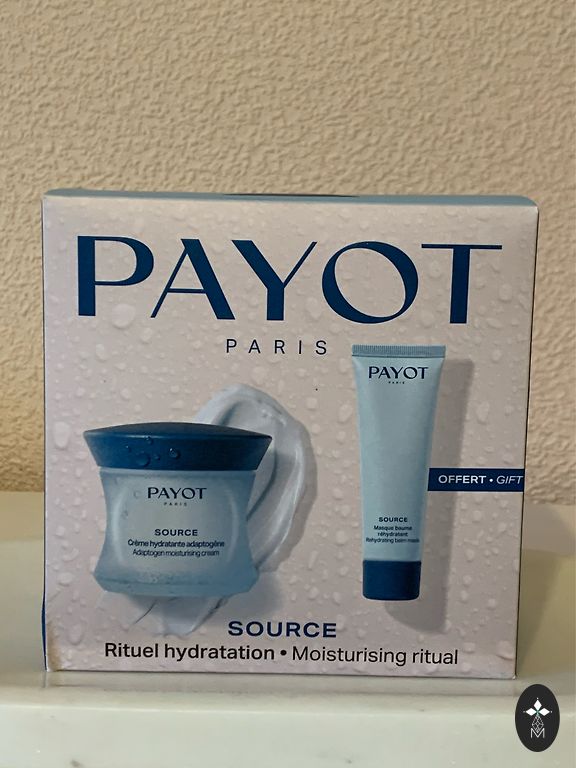 PAYOT
PARIS
PAYOT
PARIS
OFFERT • GIFT
PAYOT
PARIS
SOURCE
Crème hydratante adaptogène
Adaptogen moisturising cream
SOURCE
Masque baume
réhydratant
Rehydrating balm mask
SOURCE
Rituel hydratation • Moisturising ritual
M